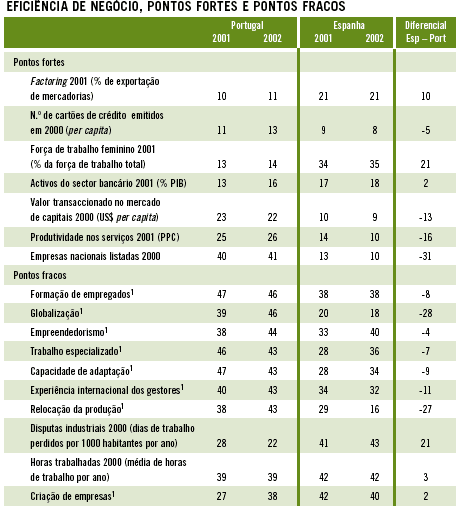 EFICIÊNCIA DE NEGÓCIO, PONTOS FORTES E PONTOS FRACOS
Portugal Espanha Diferencial
2001 2002 2001 2002 Esp – Port
Pontos fortes
Factoring 2001 (% de exportação
de mercadorias) 10 11 21 21 10
N.º de cartões de crédito emitidos
em 2000 (per capita) 11 13 9 8 -5
Força de trabalho feminino 2001
(% da força de trabalho total) 13 14 34 35 21
Activos do sector bancário 2001 (% PIB) 13 16 17 18 2
Valor transaccionado no mercado
de capitais 2000 (US$ per capita) 23 22 10 9 -13
Produtividade nos serviços 2001 (PPC) 25 26 14 10 -16
Empresas nacionais listadas 2000 40 41 13 10 -31
Pontos fracos
Formação de empregados¹ 47 46 38 38 -8
Globalização¹ 39 46 20 18 -28
Empreendedorismo¹ 38 44 33 40 -4
Trabalho especializado¹ 46 43 28 36 -7
Capacidade de adaptação¹ 47 43 28 34 -9
Experiência internacional dos gestores¹ 40 43 34 32 -11
Relocação da produção¹ 38 43 29 16 -27
Disputas industriais 2000 (dias de trabalho
perdidos por 1000 habitantes por ano) 28 22 41 43 21
Horas trabalhadas 2000 (média de horas
de trabalho por ano) 39 39 42 42 3
Criação de empresas¹ 27 38 42 40 2